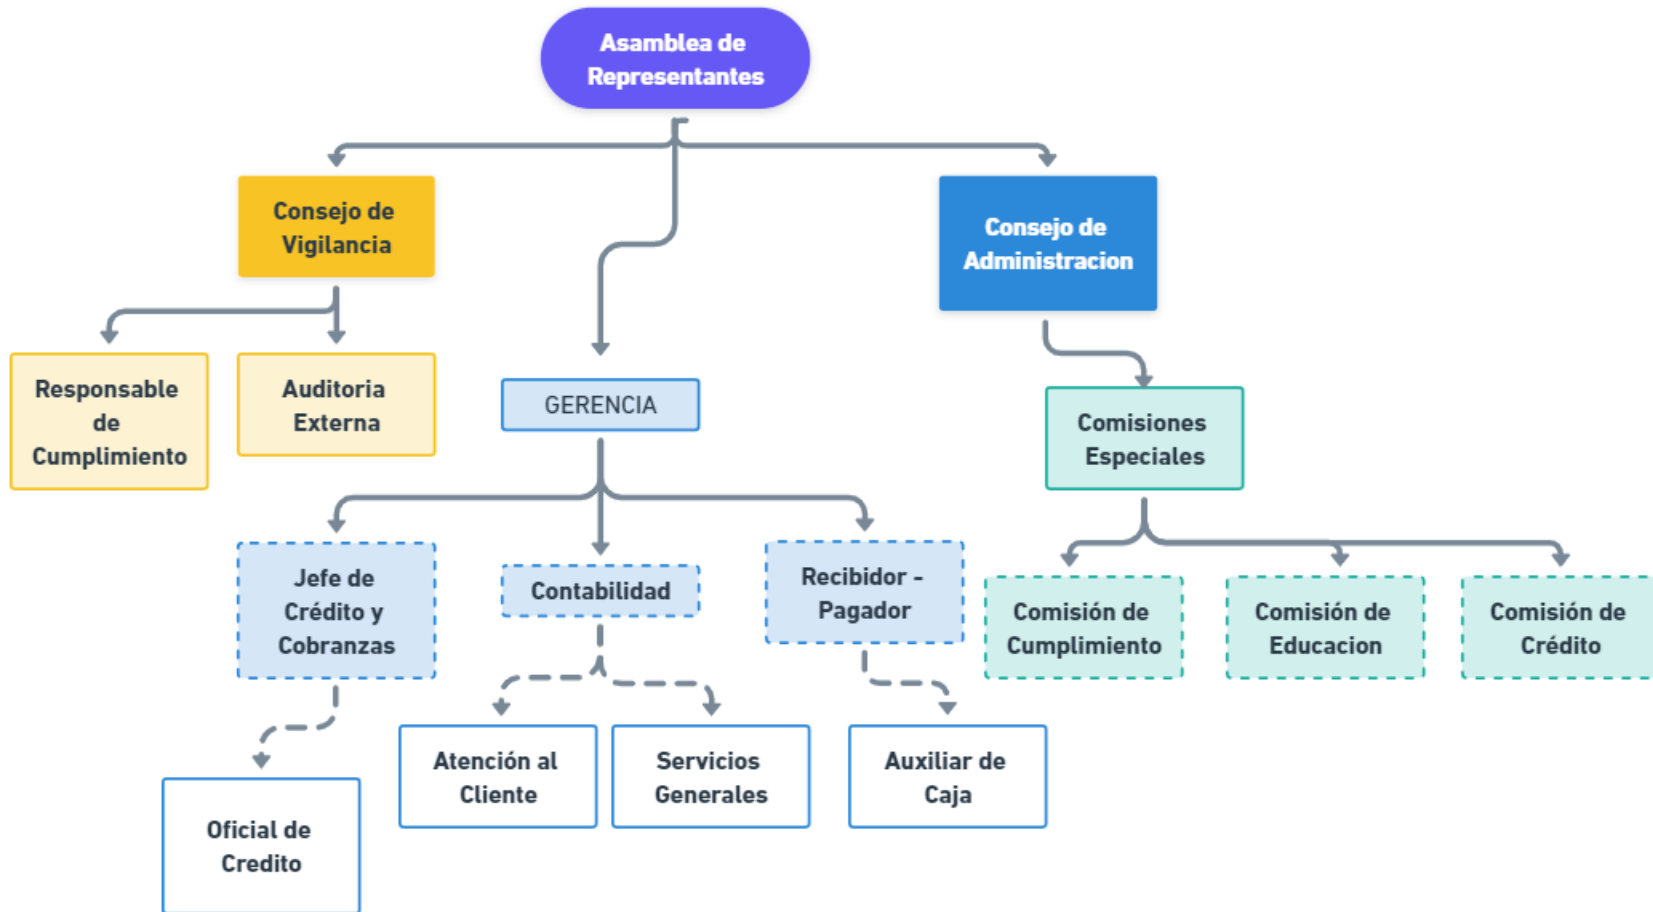 Asamblea de
Representantes
Consejo de
Vigilancia
Consejo de
Administracion
Responsable
de
Cumplimiento
Auditoria
Externa
GERENCIA
Comisiones
Especiales
Jefe de
Crédito y
Cobranzas
Contabilidad
Recibidor -
Pagador
Comisión de
Cumplimiento
Comisión de
Educacion
Comisión de
Crédito
Oficial de
Credito
Atención al
Cliente
Servicios
Generales
Auxiliar de
Caja